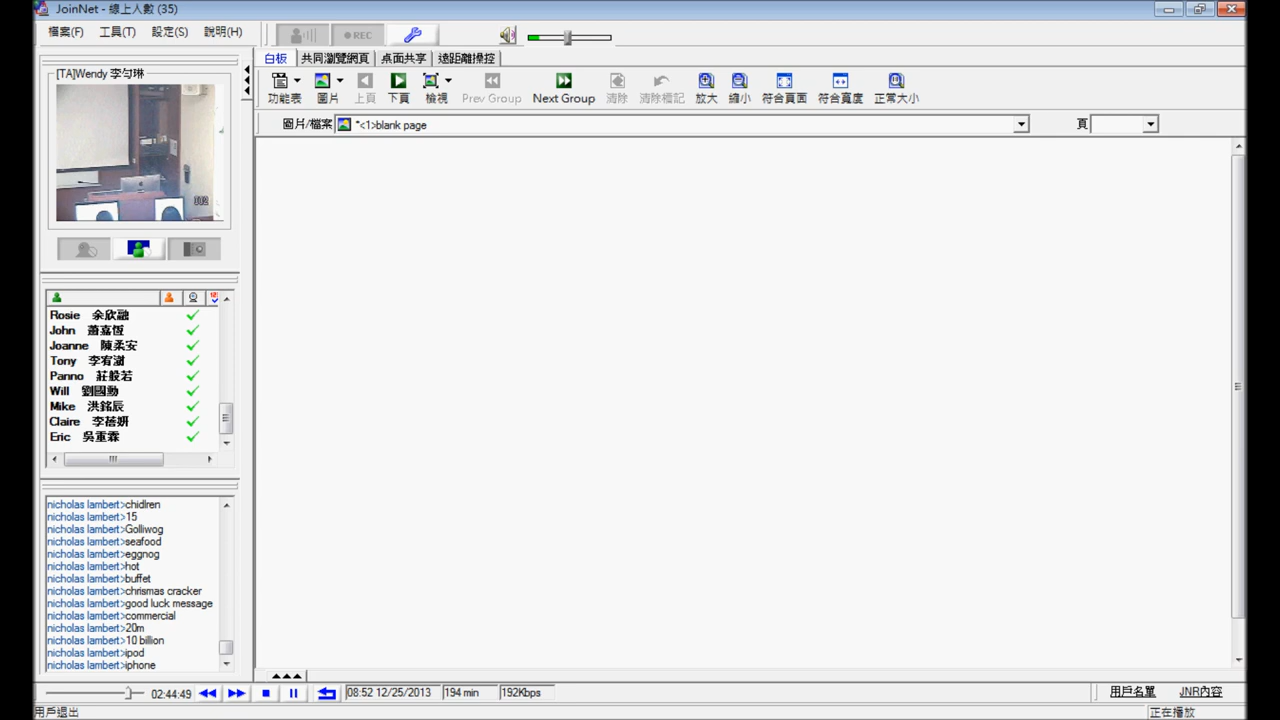 JoinNet - 線上人數 (35)
檔案(F) 工具(T) 設定(S) 說明(H)
REC
[TA]Wendy 李勻琳
白板 共同瀏覽網頁 桌面共享 遠距離操控
功能表 圖片 上頁 下頁 檢視 Prev Group Next Group 清除 清除標記 放大 縮小 符合頁面 符合寬度 正常大小
圖片/檔案 *<1>blank page 頁
Rosie 余欣融
John 蕭嘉恆
Joanne 陳柔安
Tony 李宥澍
Panno 莊般若
Will 劉國勳
Mike 洪銘辰
Claire 李蓓妍
Eric 吳重霖
nicholas lambert>chidlren
nicholas lambert>15
nicholas lambert>Golliwog
nicholas lambert>seafood
nicholas lambert>eggnog
nicholas lambert>hot
nicholas lambert>buffet
nicholas lambert>chrismas cracker
nicholas lambert>good luck message
nicholas lambert>commercial
nicholas lambert>20m
nicholas lambert>10 billion
nicholas lambert>ipod
nicholas lambert>iphone
02:44:49 08:52 12/25/2013 194 min 192Kbps 用戶名單 JNR內容
用戶退出 正在播放